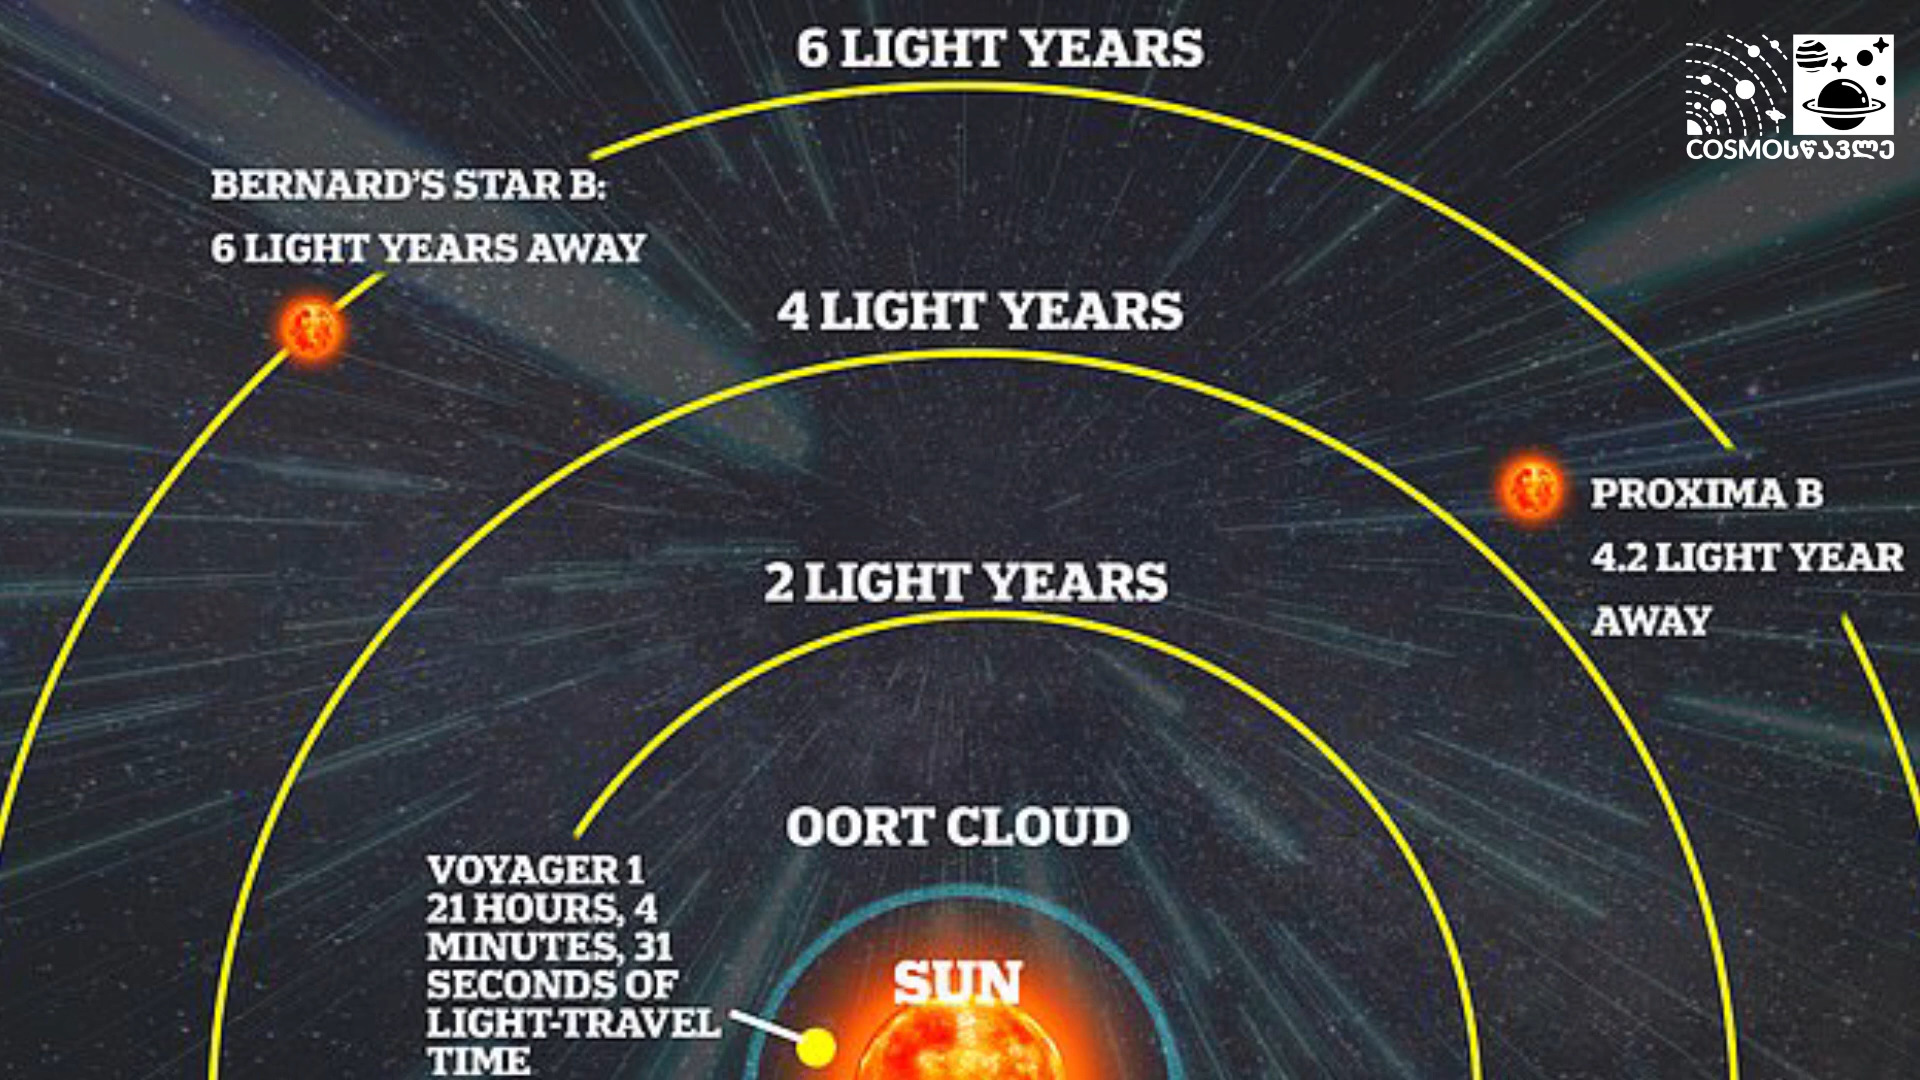 6 LIGHT YEARS
COSMOსწავლე
BERNARD'S STAR B:
6 LIGHT YEARS AWAY
4 LIGHT YEARS
PROXIMA B
4.2 LIGHT YEAR
AWAY
2 LIGHT YEARS
OORT CLOUD
VOYAGER 1
21 HOURS, 4
MINUTES, 31
SECONDS OF
LIGHT-TRAVEL
TIME
SUN